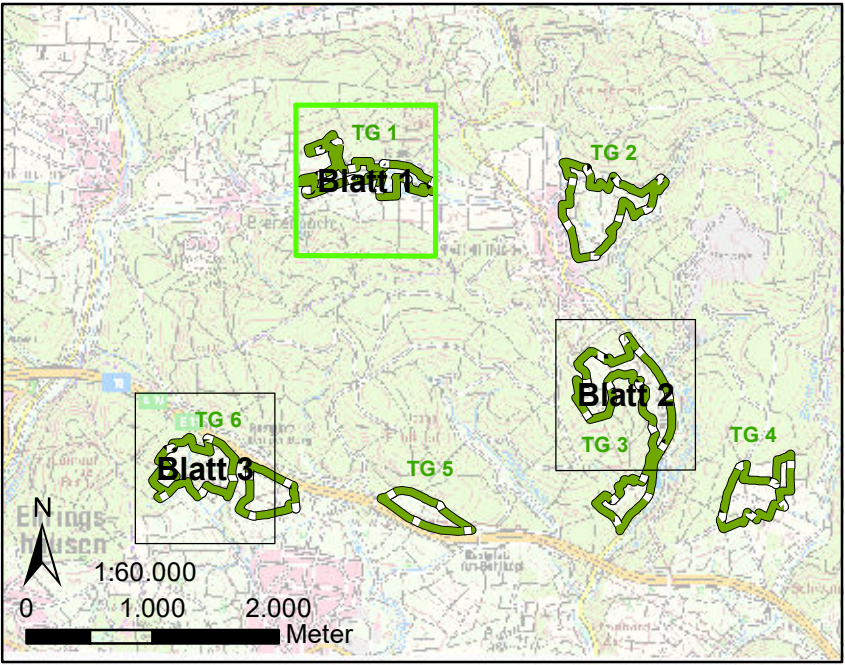 TG 1
TG 2
Blatt 1
Blatt 2
TG 3
TG 4
TG 5
TG 6
Blatt 3
N
1:60.000
0 1.000 2.000
Meter